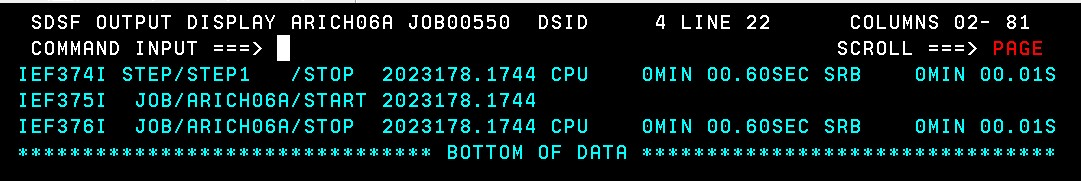 SDSF OUTPUT DISPLAY ARICH06A JOB00550  DSID     4 LINE 22      COLUMNS 02- 81
COMMAND INPUT ===>                                            SCROLL ===> PAGE
IEF374I STEP/STEP1   /STOP  2023178.1744 CPU    0MIN 00.60SEC SRB    0MIN 00.01S
IEF375I  JOB/ARICH06A/START 2023178.1744
IEF376I  JOB/ARICH06A/STOP  2023178.1744 CPU    0MIN 00.60SEC SRB    0MIN 00.01S
******************************** BOTTOM OF DATA ********************************